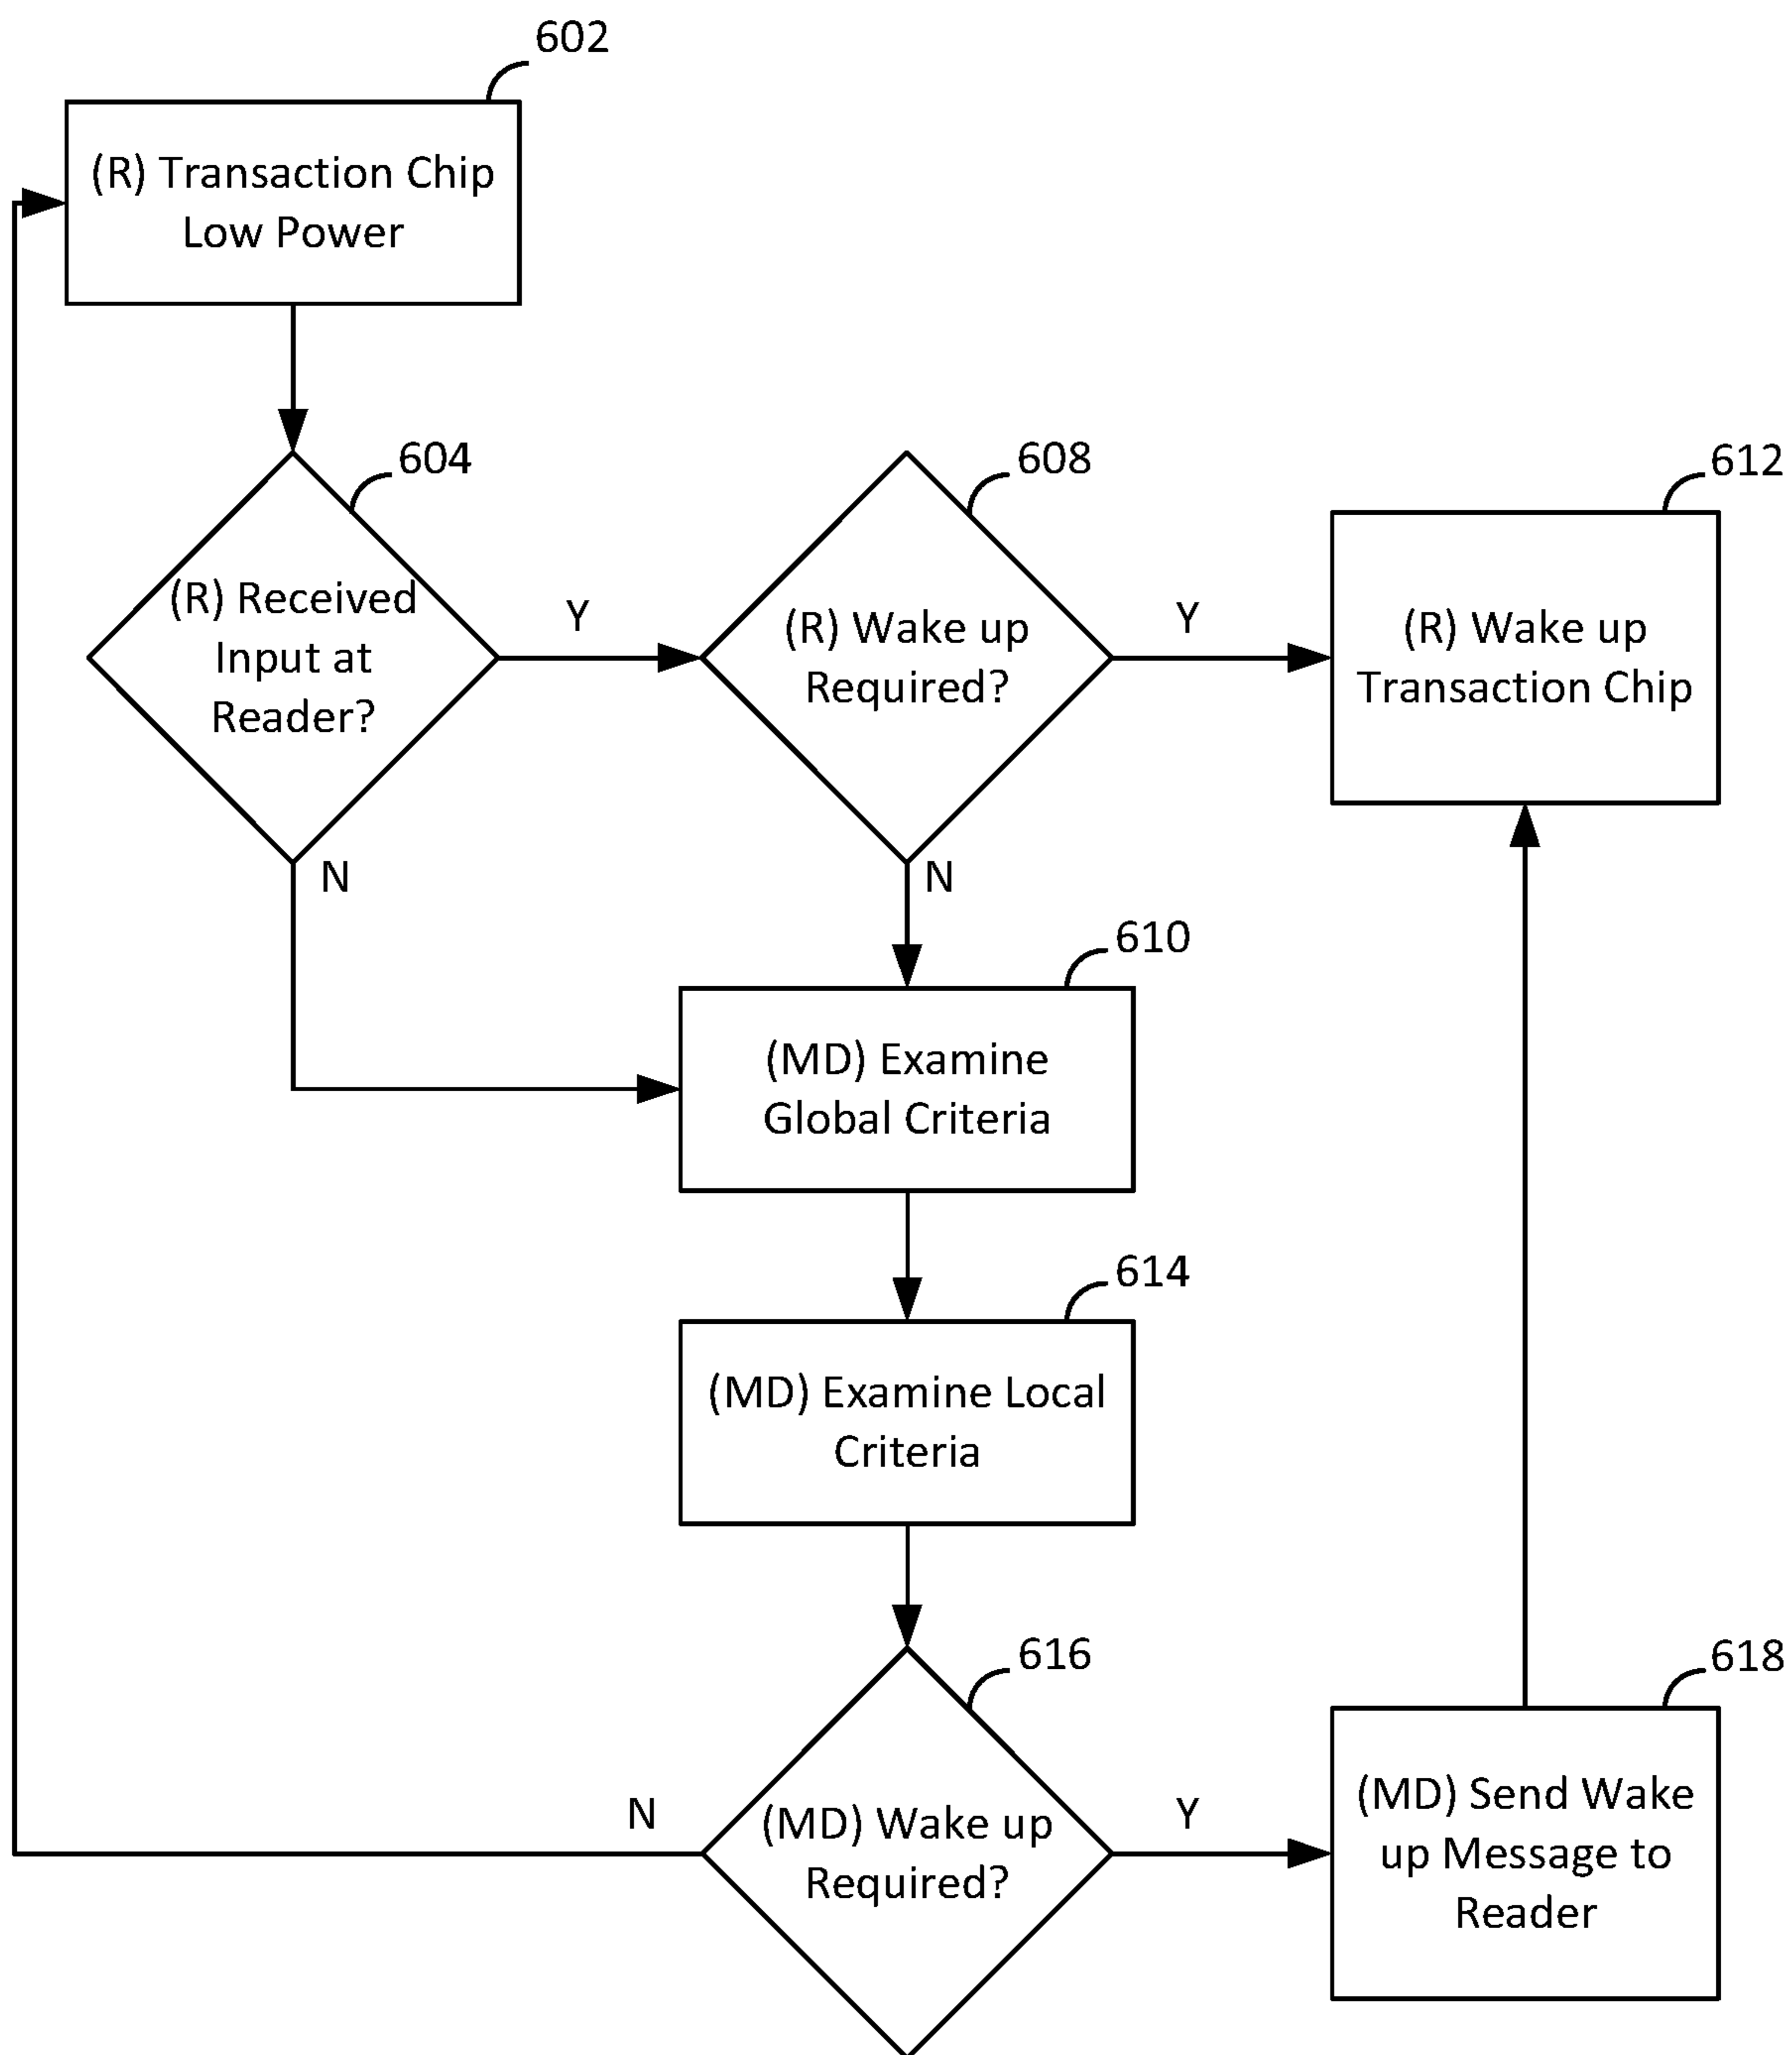 602
(R) Transaction Chip
Low Power
604
(R) Received
Input at
Reader?
Y
N
608
(R) Wake up
Required?
Y
N
612
(R) Wake up
Transaction Chip
610
(MD) Examine
Global Criteria
614
(MD) Examine Local
Criteria
616
(MD) Wake up
Required?
N
Y
618
(MD) Send Wake
up Message to
Reader